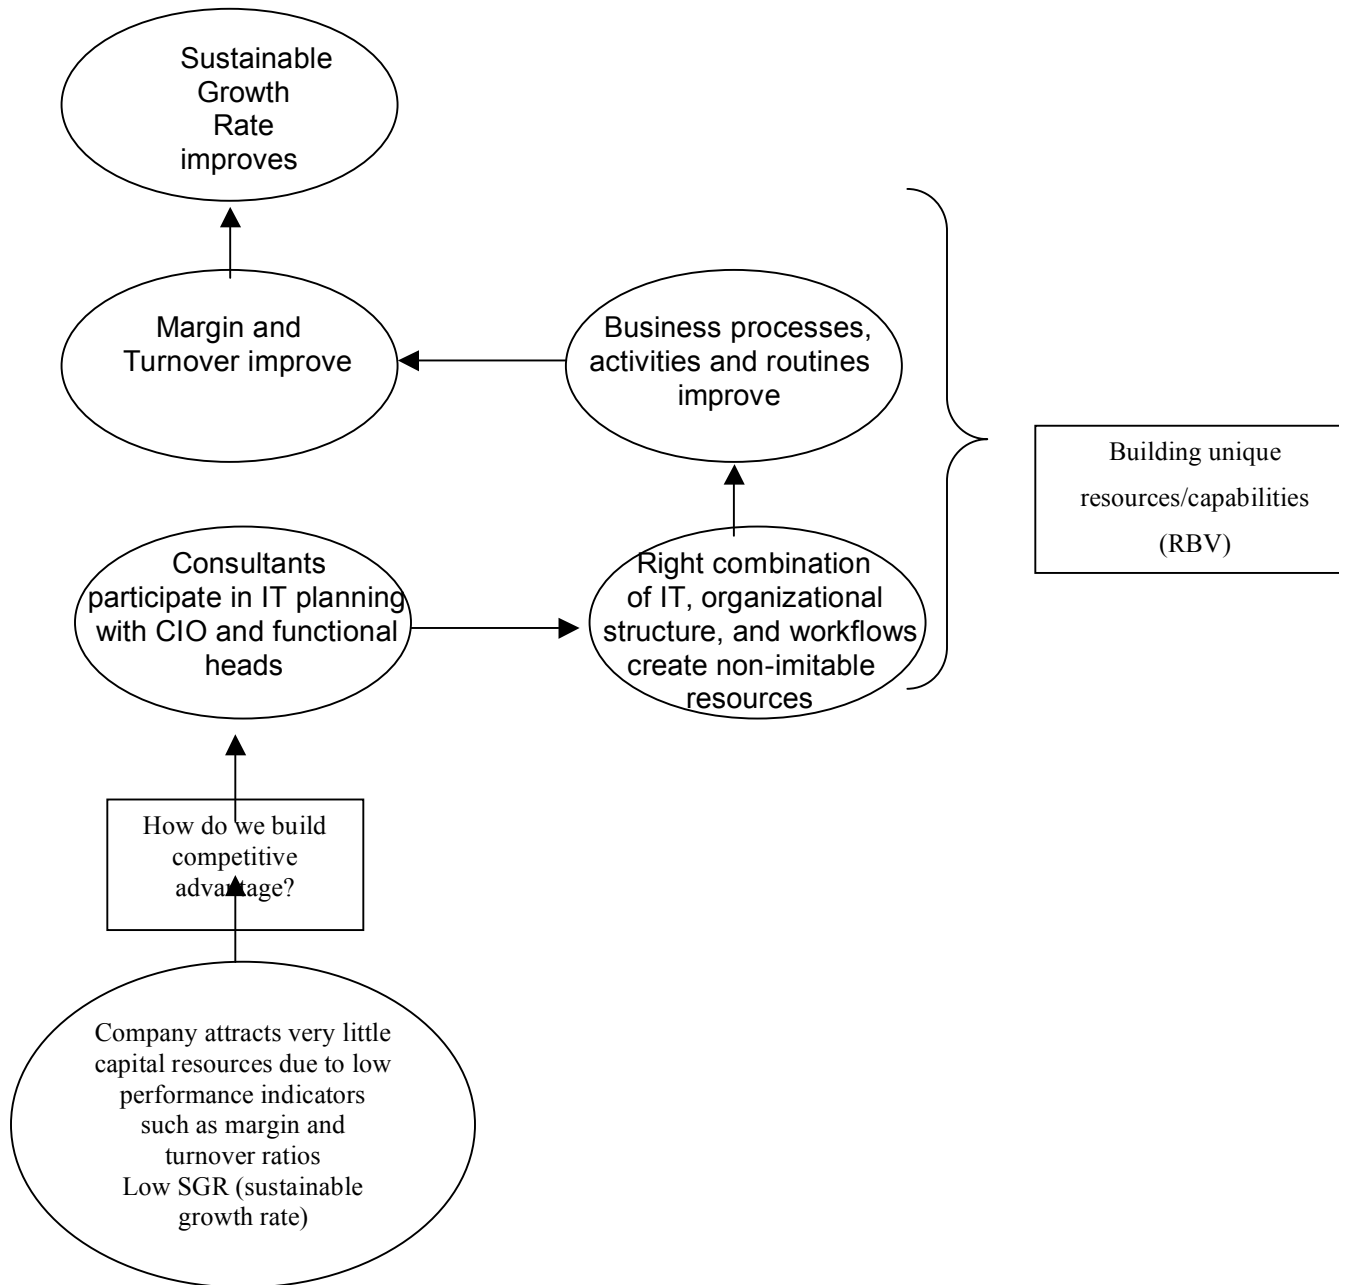 Sustainable
Growth
Rate
improves
Margin and
Turnover improve
Business processes,
activities and routines
improve
Building unique
resources/capabilities
(RBV)
Consultants
participate in IT planning
with CIO and functional
heads
Right combination
of IT, organizational
structure, and workflows
create non-imitable
resources
How do we build
competitive
advantage?
Company attracts very little
capital resources due to low
performance indicators
such as margin and
turnover ratios
Low SGR (sustainable
growth rate)